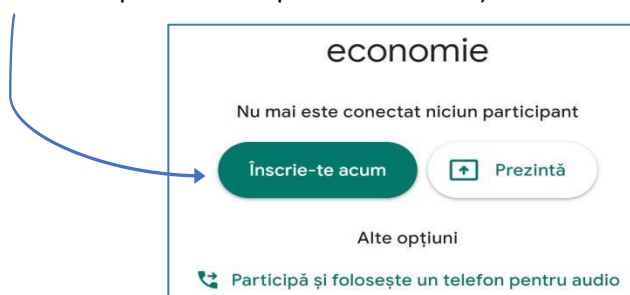 economie
Nu mai este conectat niciun participant
Înscrie-te acum
Prezintă
Alte opțiuni
Participă și folosește un telefon pentru audio